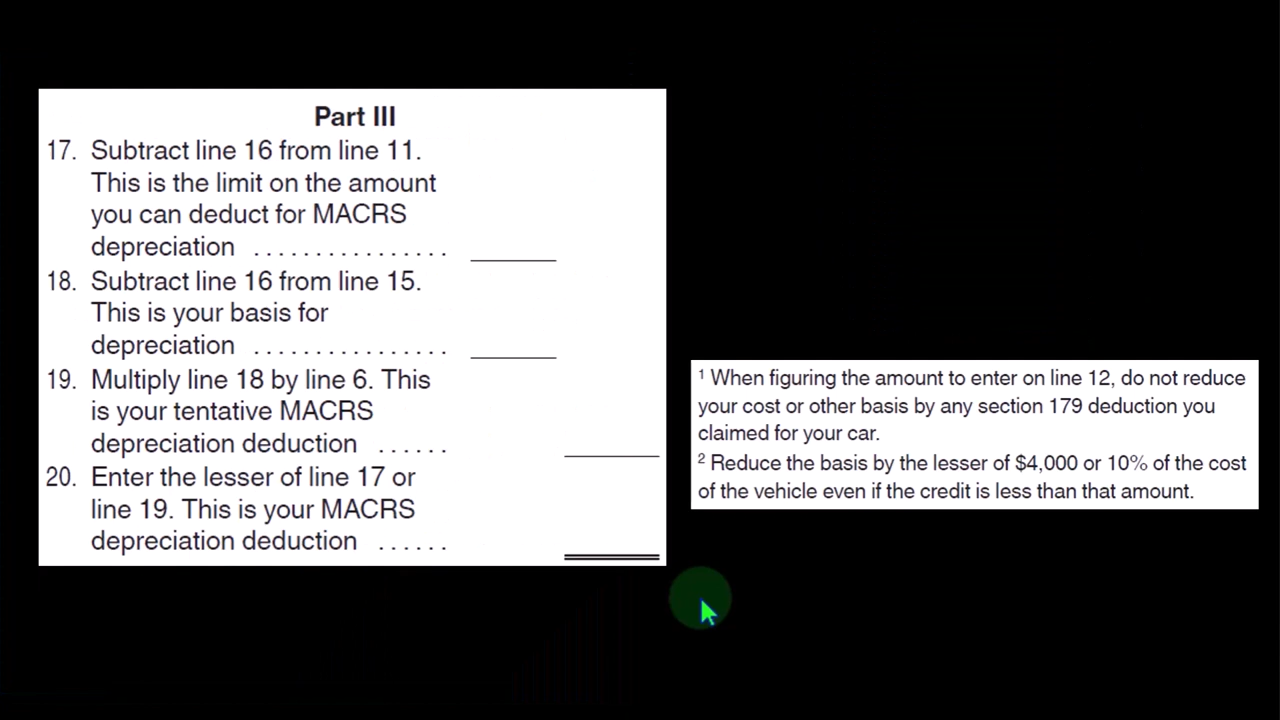 Part III
17. Subtract line 16 from line 11.
This is the limit on the amount
you can deduct for MACRS
depreciation . . . . . . . . . . . . . . . .
18. Subtract line 16 from line 15.
This is your basis for
depreciation . . . . . . . . . . . . . . . .
19. Multiply line 18 by line 6. This
is your tentative MACRS
depreciation deduction . . . . . .
20. Enter the lesser of line 17 or
line 19. This is your MACRS
depreciation deduction . . . . . .
¹ When figuring the amount to enter on line 12, do not reduce
your cost or other basis by any section 179 deduction you
claimed for your car.
² Reduce the basis by the lesser of $4,000 or 10% of the cost
of the vehicle even if the credit is less than that amount.